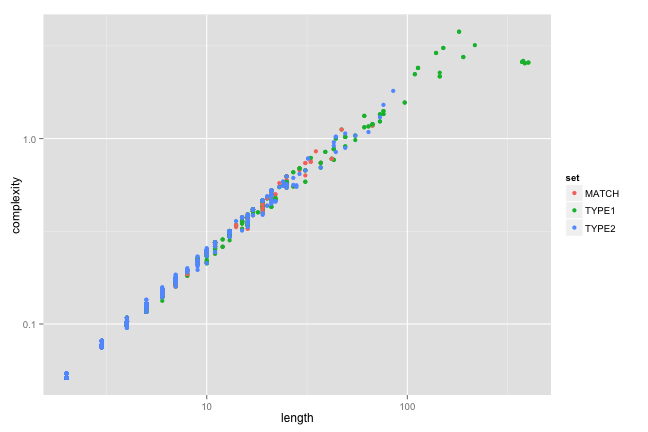 complexity
1.0
0.1
10
100
length
set
MATCH
TYPE1
TYPE2